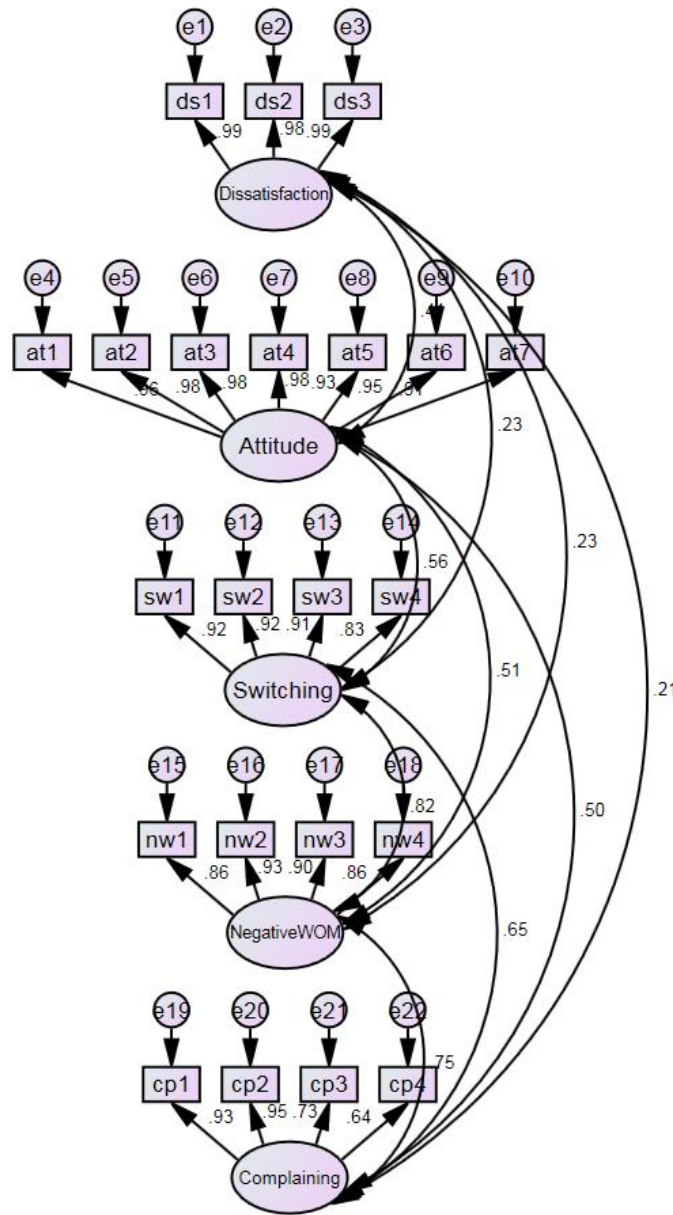 e1 e2 e3
ds1 ds2 ds3
.99 .98 .99
Dissatisfaction
e4 e5 e6 e7 e8 e9 e10
at1 at2 at3 at4 at5 at6 at7
.98 .98 .98 .93 .95 .91
Attitude
.23
.23
e11 e12 e13 e14
.56
sw1 sw2 sw3 sw4
.92 .92 .91 .83
Switching
.51
.21
e15 e16 e17 e18
.82
.50
nw1 nw2 nw3 nw4
.86 .93 .90 .86
NegativeWOM
.65
e19 e20 e21 e22
.75
cp1 cp2 cp3 cp4
.93 .95 .73 .64
Complaining